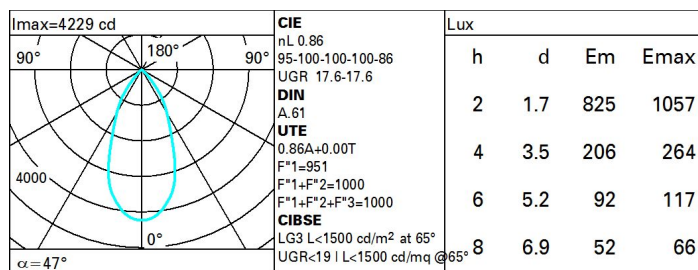 Imax=4229 cd
90° 180° 90°
4000
0°
α=47°
CIE
nL 0.86
95-100-100-100-86
UGR 17.6-17.6
DIN
A.61
UTE
0.86A+0.00T
F"1=951
F"1+F"2=1000
F"1+F"2+F"3=1000
CIBSE
LG3 L<1500 cd/m² at 65°
UGR<19 | L<1500 cd/mq @65°
Lux
h d Em Emax
2 1.7 825 1057
4 3.5 206 264
6 5.2 92 117
8 6.9 52 66